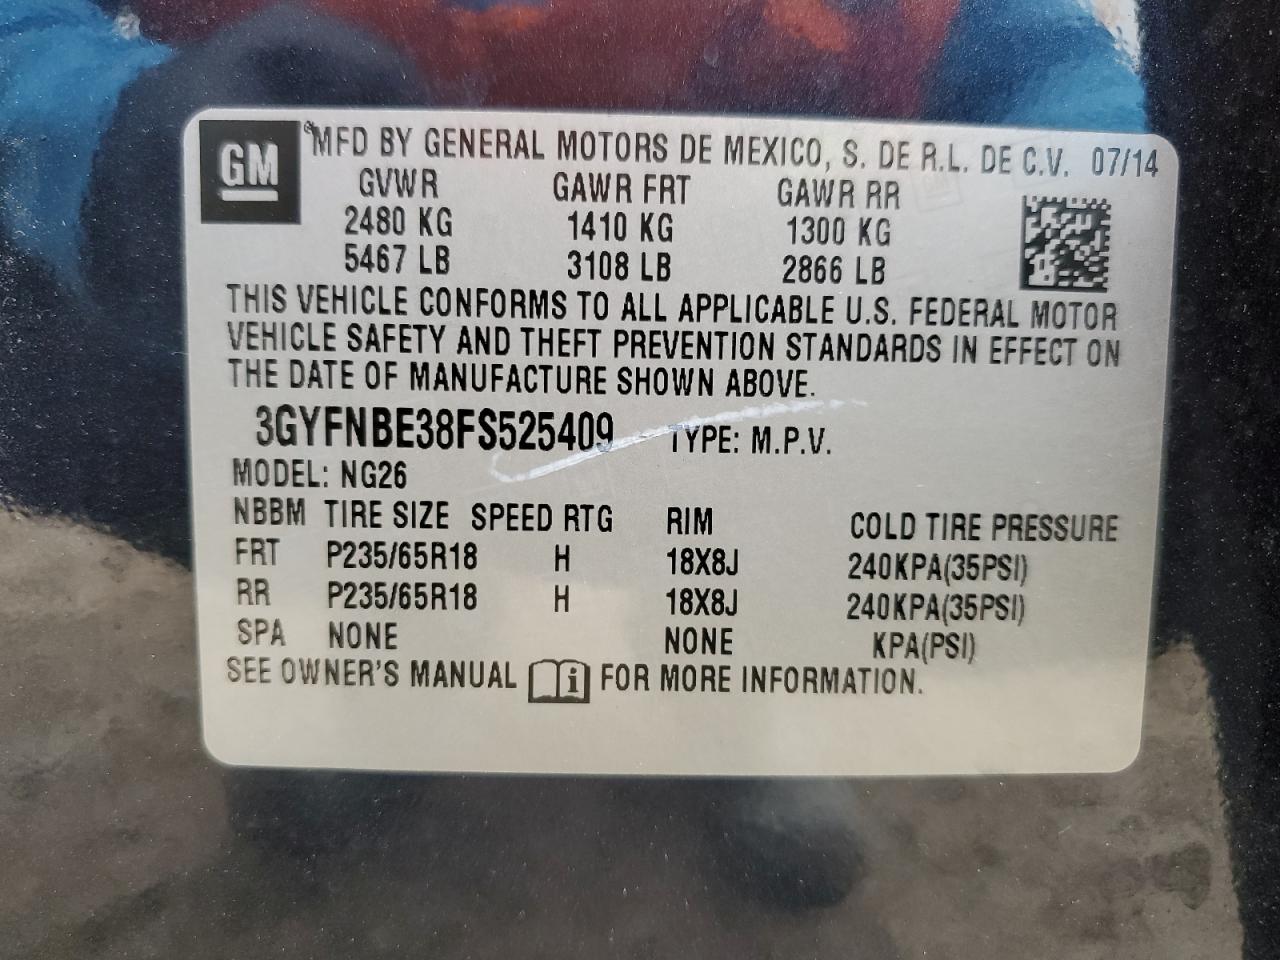 GM
MFD BY GENERAL MOTORS DE MEXICO, S. DE R.L. DE C.V. 07/14
GVWR GAWR FRT GAWR RR
2480 KG 1410 KG 1300 KG
5467 LB 3108 LB 2866 LB
THIS VEHICLE CONFORMS TO ALL APPLICABLE U.S. FEDERAL MOTOR
VEHICLE SAFETY AND THEFT PREVENTION STANDARDS IN EFFECT ON
THE DATE OF MANUFACTURE SHOWN ABOVE.
3GYFNBE38FS525409 TYPE: M.P.V.
MODEL: NG26
NBBM TIRE SIZE SPEED RTG RIM COLD TIRE PRESSURE
FRT P235/65R18 H 18X8J 240KPA(35PSI)
RR P235/65R18 H 18X8J 240KPA(35PSI)
SPA NONE NONE KPA(PSI)
SEE OWNER'S MANUAL i FOR MORE INFORMATION.